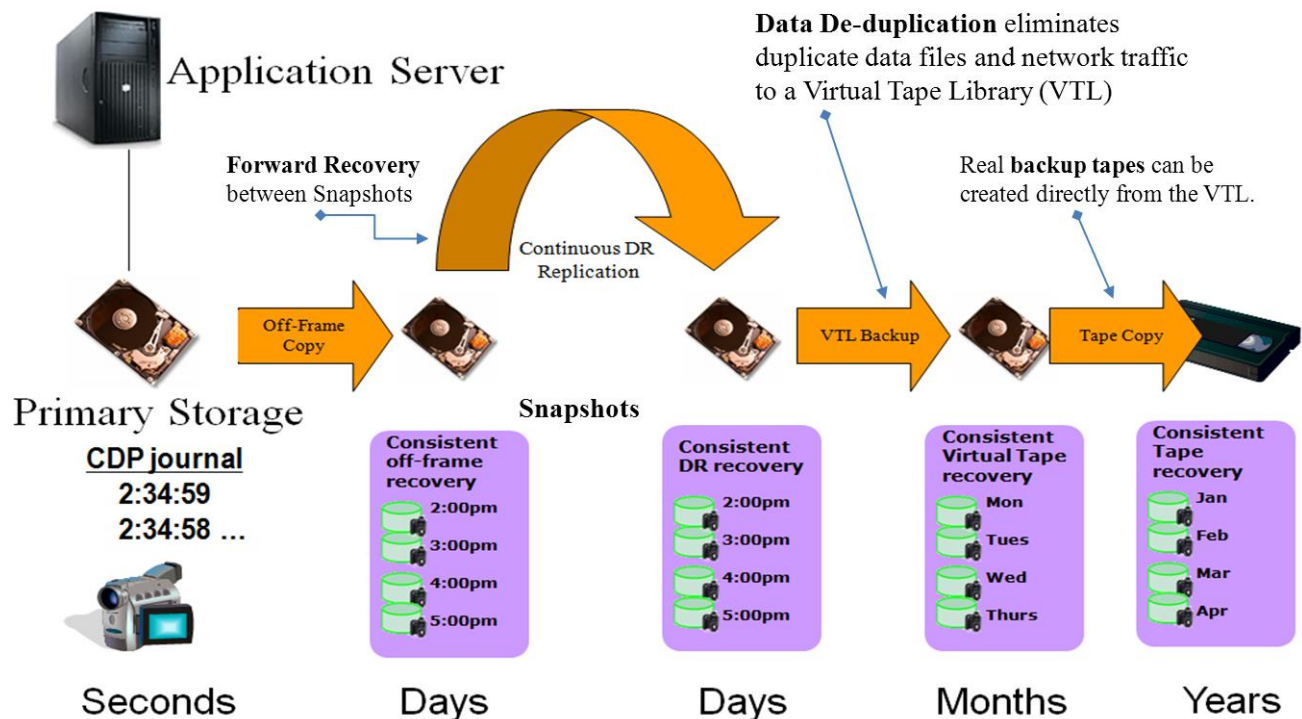 Application Server
Data De-duplication eliminates
duplicate data files and network traffic
to a Virtual Tape Library (VTL)
Forward Recovery
between Snapshots
Real backup tapes can be
created directly from the VTL.
Continuous DR
Replication
Off-Frame
Copy
VTL Backup
Tape Copy
Primary Storage
Snapshots
CDP journal
2:34:59
2:34:58 ...
Consistent
off-frame
recovery
2:00pm
3:00pm
4:00pm
5:00pm
Consistent
DR recovery
2:00pm
3:00pm
4:00pm
5:00pm
Consistent
Virtual Tape
recovery
Mon
Tues
Wed
Thurs
Consistent
Tape
recovery
Jan
Feb
Mar
Apr
Seconds
Days
Days
Months
Years